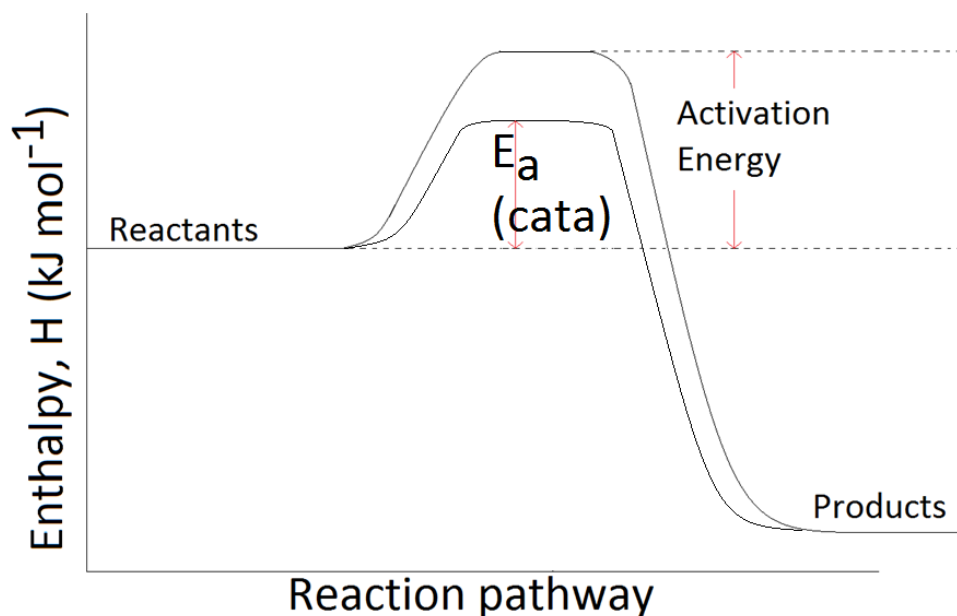 Enthalpy, H (kJ mol⁻¹)
Reactants
Eₐ
(cata)
Activation
Energy
Products
Reaction pathway